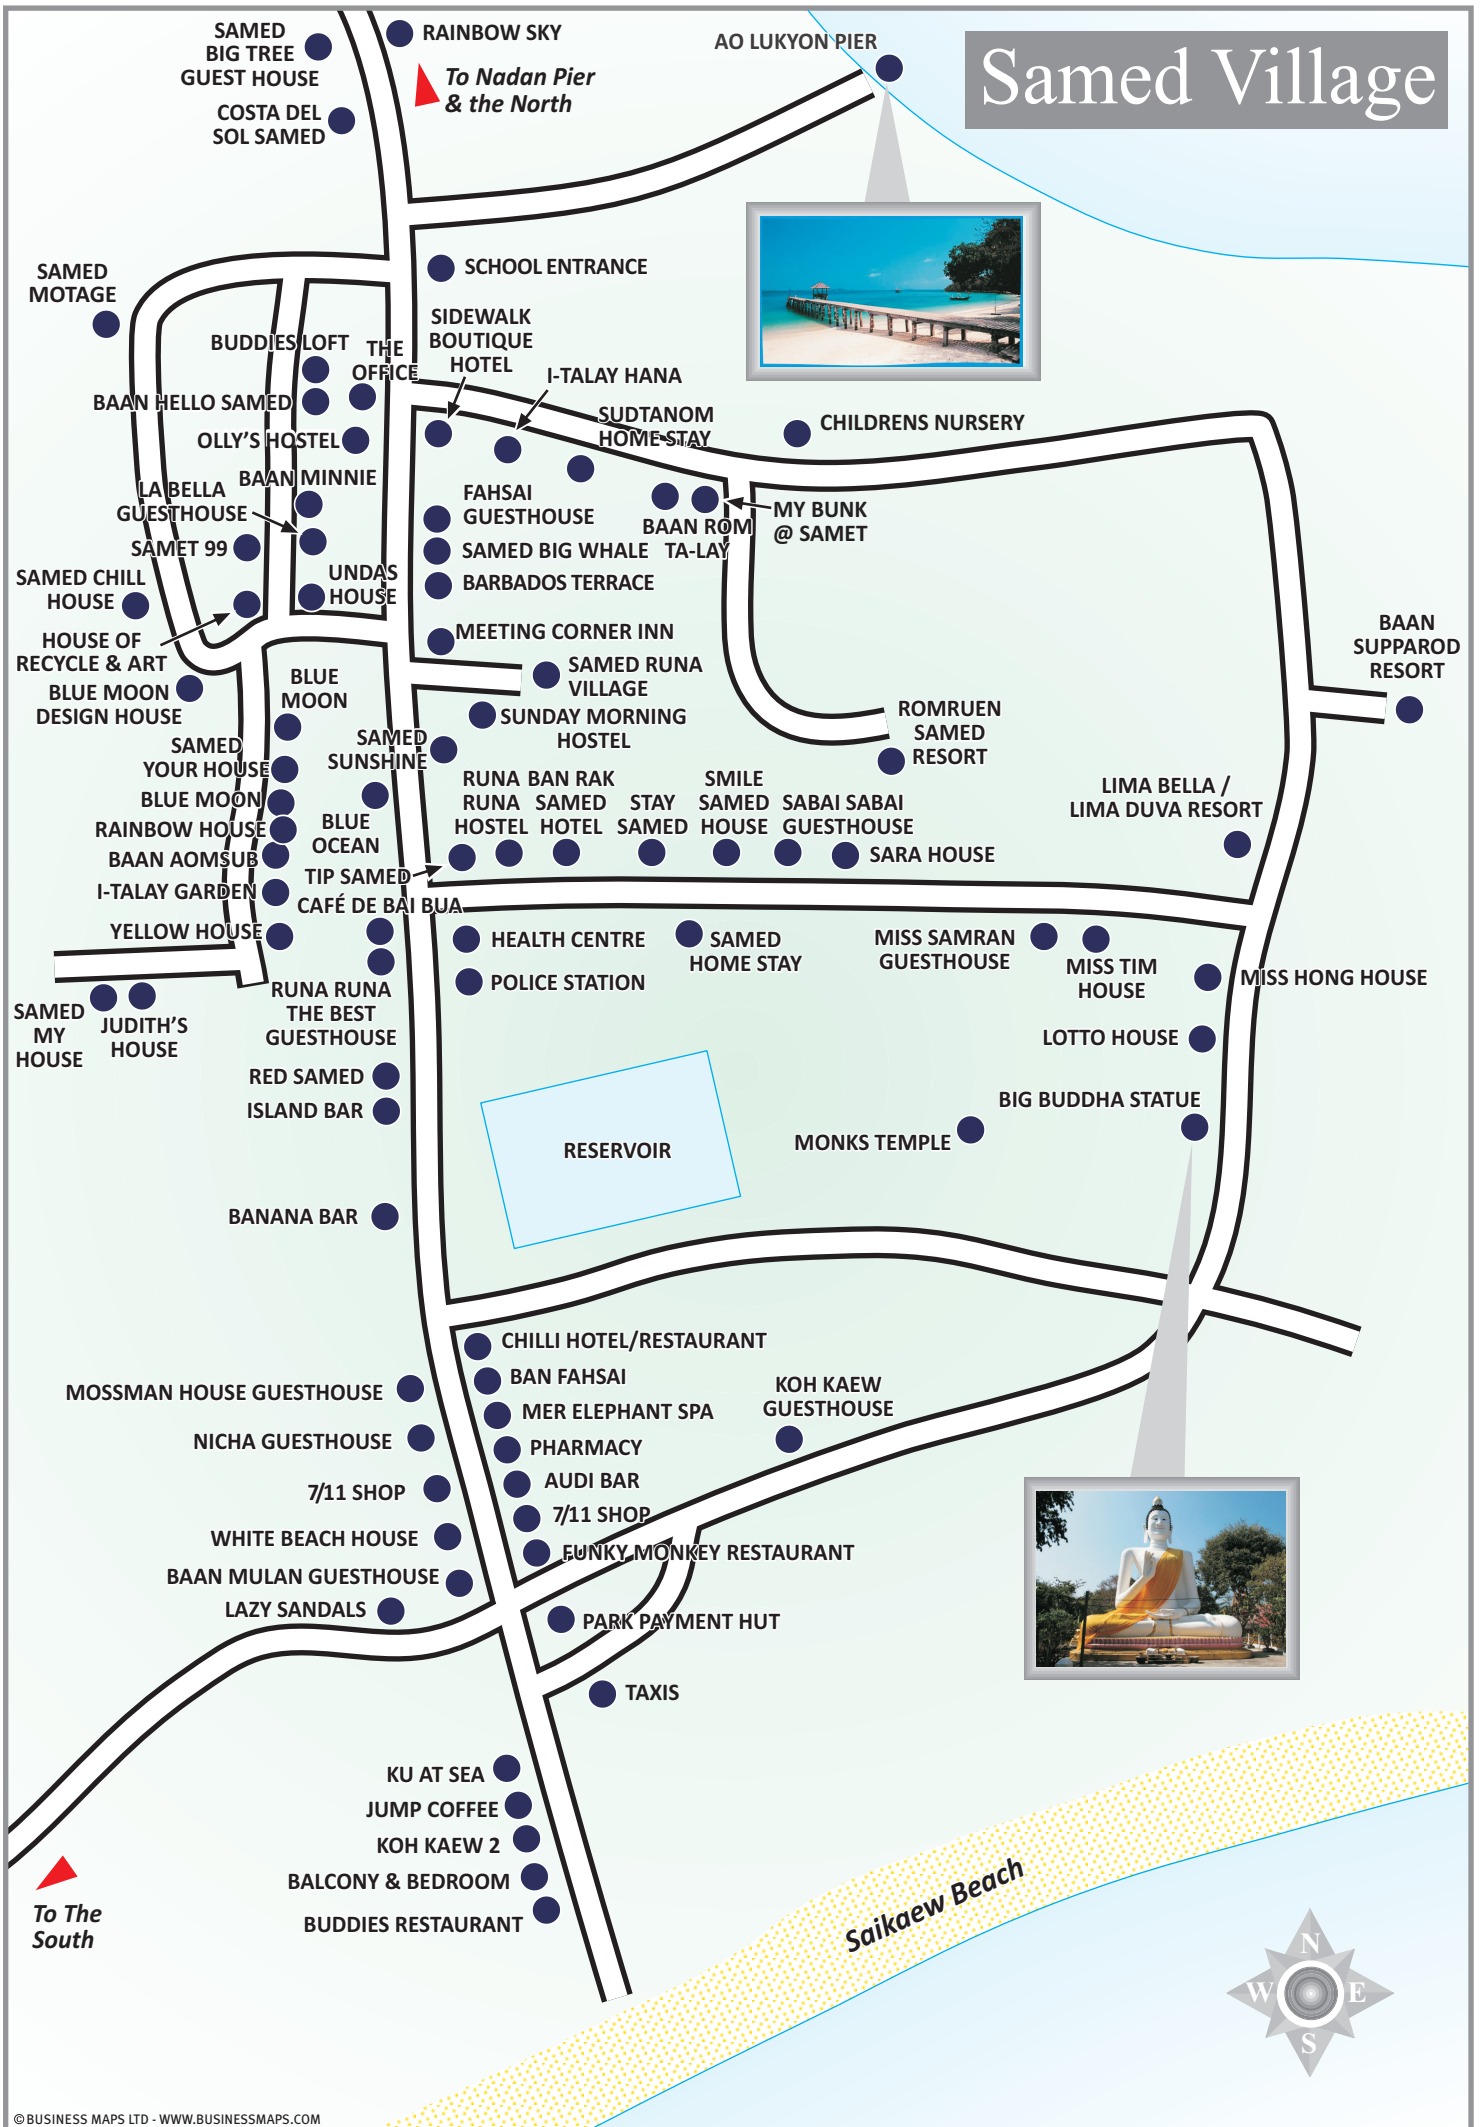 SAMED
BIG TREE
GUEST HOUSE
RAINBOW SKY
To Nadan Pier
& the North
AO LUKYON PIER
Samed Village
COSTA DEL
SOL SAMED
SCHOOL ENTRANCE
SAMED
MOTAGE
SIDEWALK
BOUTIQUE
HOTEL
BUDDIES LOFT
THE
OFFICE
I-TALAY HANA
BAAN HELLO SAMED
SUDTANOM
HOME STAY
CHILDRENS NURSERY
OLLY'S HOSTEL
BAAN MINNIE
LA BELLA
GUESTHOUSE
FAHSAI
GUESTHOUSE
BAAN ROM
TA-LAY
MY BUNK
@ SAMET
SAMET 99
SAMED BIG WHALE
SAMED CHILL
HOUSE
UNDAS
HOUSE
BARBADOS TERRACE
HOUSE OF
RECYCLE & ART
MEETING CORNER INN
BAAN
SUPPAROD
RESORT
BLUE MOON
DESIGN HOUSE
BLUE
MOON
SAMED RUNA
VILLAGE
SUNDAY MORNING
HOSTEL
ROMRUEN
SAMED
RESORT
SAMED
YOUR HOUSE
SAMED
SUNSHINE
BLUE MOON
RAINBOW HOUSE
BLUE
OCEAN
RUNA
RUNA
HOSTEL
BAN RAK
SAMED
HOTEL
STAY
SAMED
SMILE
SAMED
HOUSE
SABAI SABAI
GUESTHOUSE
LIMA BELLA /
LIMA DUVA RESORT
BAAN AOMSUB
SARA HOUSE
TIP SAMED
I-TALAY GARDEN
CAFÉ DE BAI BUA
YELLOW HOUSE
HEALTH CENTRE
SAMED
HOME STAY
MISS SAMRAN
GUESTHOUSE
MISS TIM
HOUSE
MISS HONG HOUSE
POLICE STATION
SAMED
MY
HOUSE
JUDITH'S
HOUSE
RUNA RUNA
THE BEST
GUESTHOUSE
LOTTO HOUSE
RED SAMED
ISLAND BAR
BIG BUDDHA STATUE
RESERVOIR
MONKS TEMPLE
BANANA BAR
CHILLI HOTEL/RESTAURANT
BAN FAHSAI
MOSSMAN HOUSE GUESTHOUSE
MER ELEPHANT SPA
KOH KAEW
GUESTHOUSE
NICHA GUESTHOUSE
PHARMACY
AUDI BAR
7/11 SHOP
7/11 SHOP
WHITE BEACH HOUSE
FUNKY MONKEY RESTAURANT
BAAN MULAN GUESTHOUSE
LAZY SANDALS
PARK PAYMENT HUT
TAXIS
KU AT SEA
JUMP COFFEE
KOH KAEW 2
BALCONY & BEDROOM
BUDDIES RESTAURANT
To The
South
Saikaew Beach
N
W
E
S
© BUSINESS MAPS LTD - WWW.BUSINESSMAPS.COM